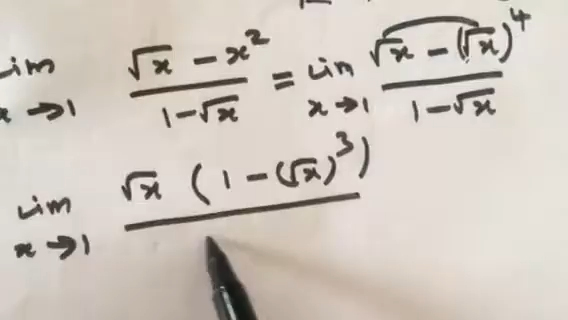 lim x→1 (√x − x²)/(1 − √x) = lim x→1 (√x − (√x)⁴)/(1 − √x)
lim x→1 √x (1 − (√x)³)